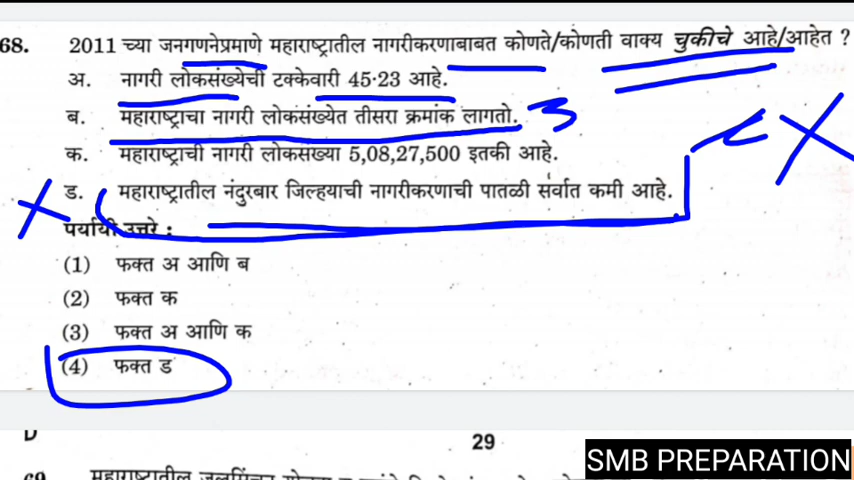 68. 2011 च्या जनगणनेप्रमाणे महाराष्ट्रातील नागरीकरणाबाबत कोणते/कोणती वाक्य चुकीचे आहे/आहेत ?
अ. नागरी लोकसंख्येची टक्केवारी 45·23 आहे.
ब. महाराष्ट्राचा नागरी लोकसंख्येत तीसरा क्रमांक लागतो. 3
क. महाराष्ट्राची नागरी लोकसंख्या 5,08,27,500 इतकी आहे.
ड. महाराष्ट्रातील नंदुरबार जिल्हयाची नागरीकरणाची पातळी सर्वात कमी आहे.
पर्यायी उत्तरे :
(1) फक्त अ आणि ब
(2) फक्त क
(3) फक्त अ आणि क
(4) फक्त ड
D 29
SMB PREPARATION
69. महाराष्ट्रातील